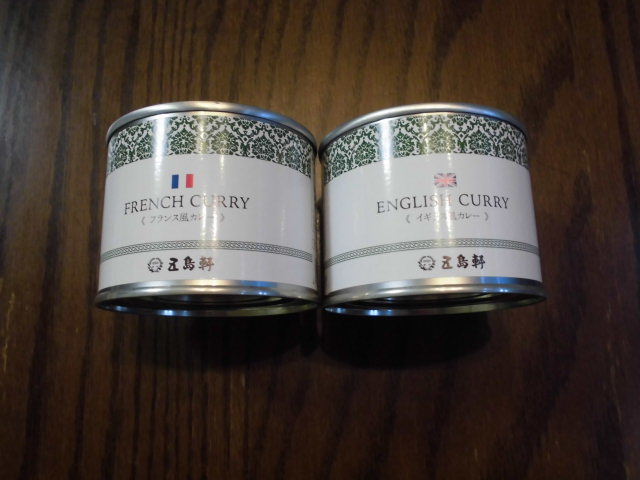 FRENCH CURRY
《 フランス風カレー 》
五島軒
ENGLISH CURRY
《 イギリス風カレー 》
五島軒